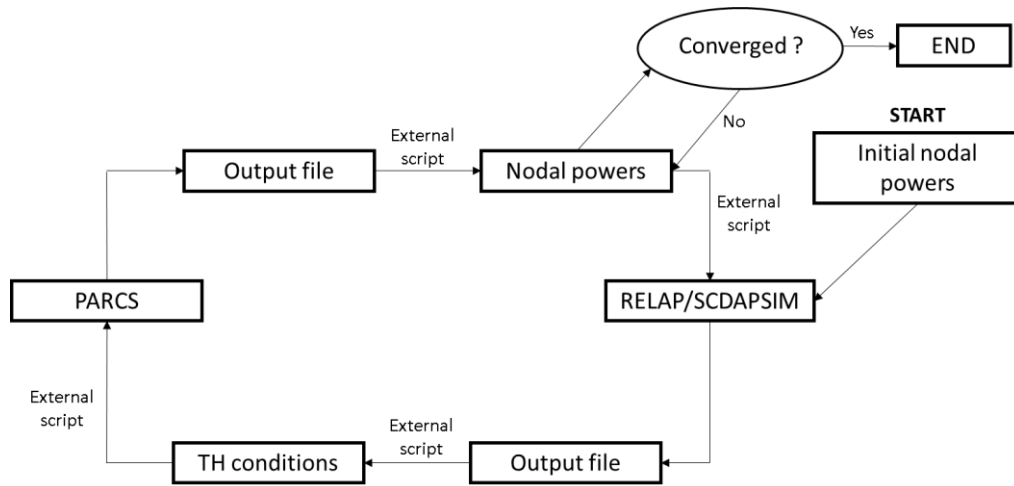 Converged ?
Yes
END
No
START
Initial nodal
powers
External
script
Output file
Nodal powers
External
script
PARCS
RELAP/SCDAPSIM
External
script
External
script
TH conditions
Output file